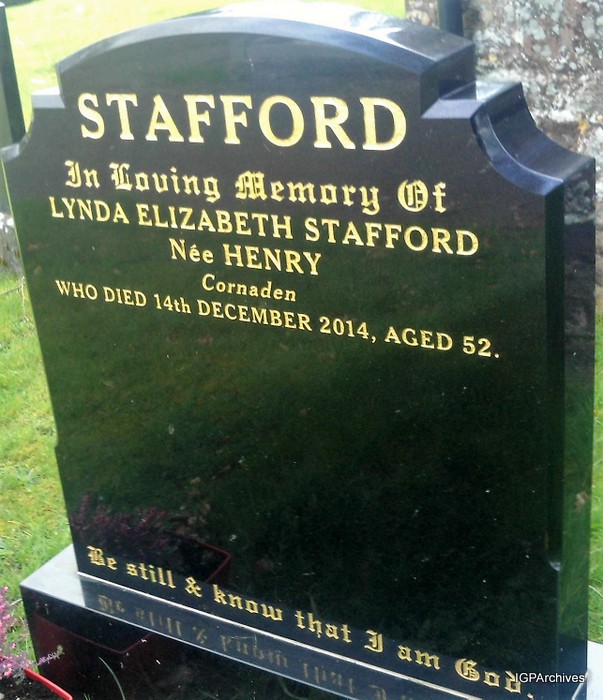 STAFFORD
In Loving Memory Of
LYNDA ELIZABETH STAFFORD
Née HENRY
Cornaden
WHO DIED 14th DECEMBER 2014, AGED 52.
Be still & know that I am God.
IGPArchives